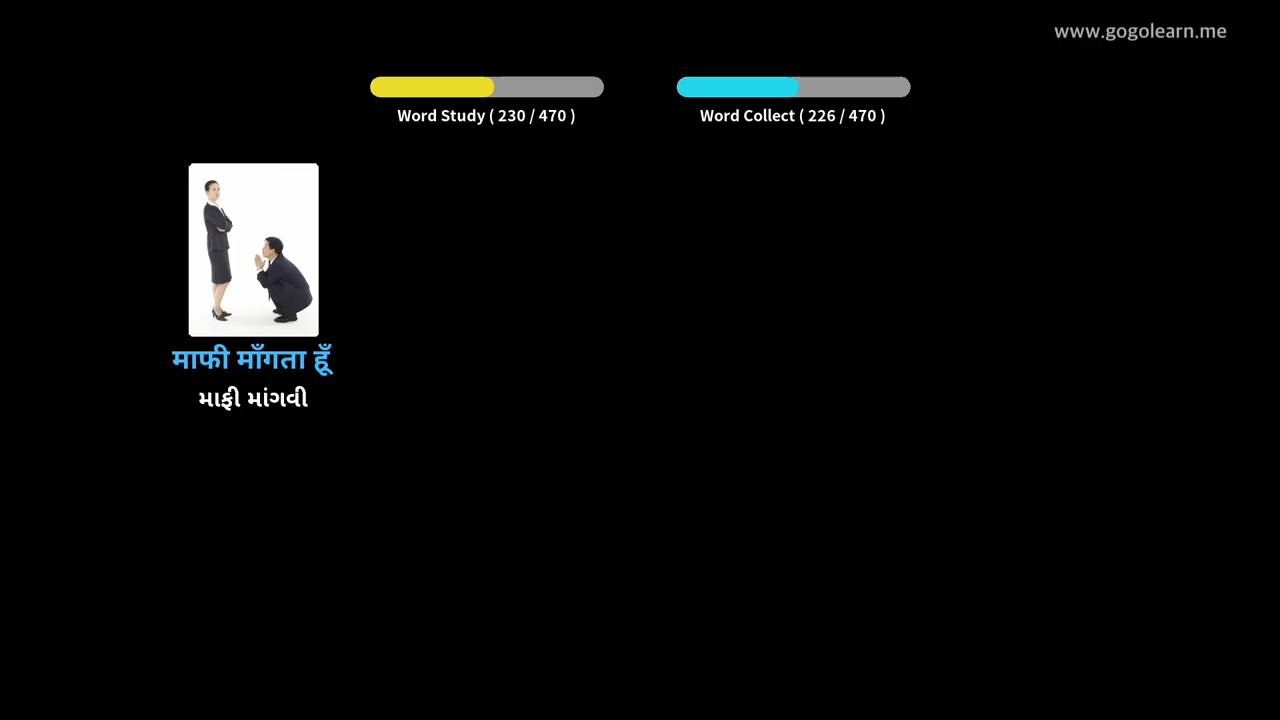 www.gogolearn.me
Word Study ( 230 / 470 )
Word Collect ( 226 / 470 )
माफी माँगता हूँ
માફી માંગવી